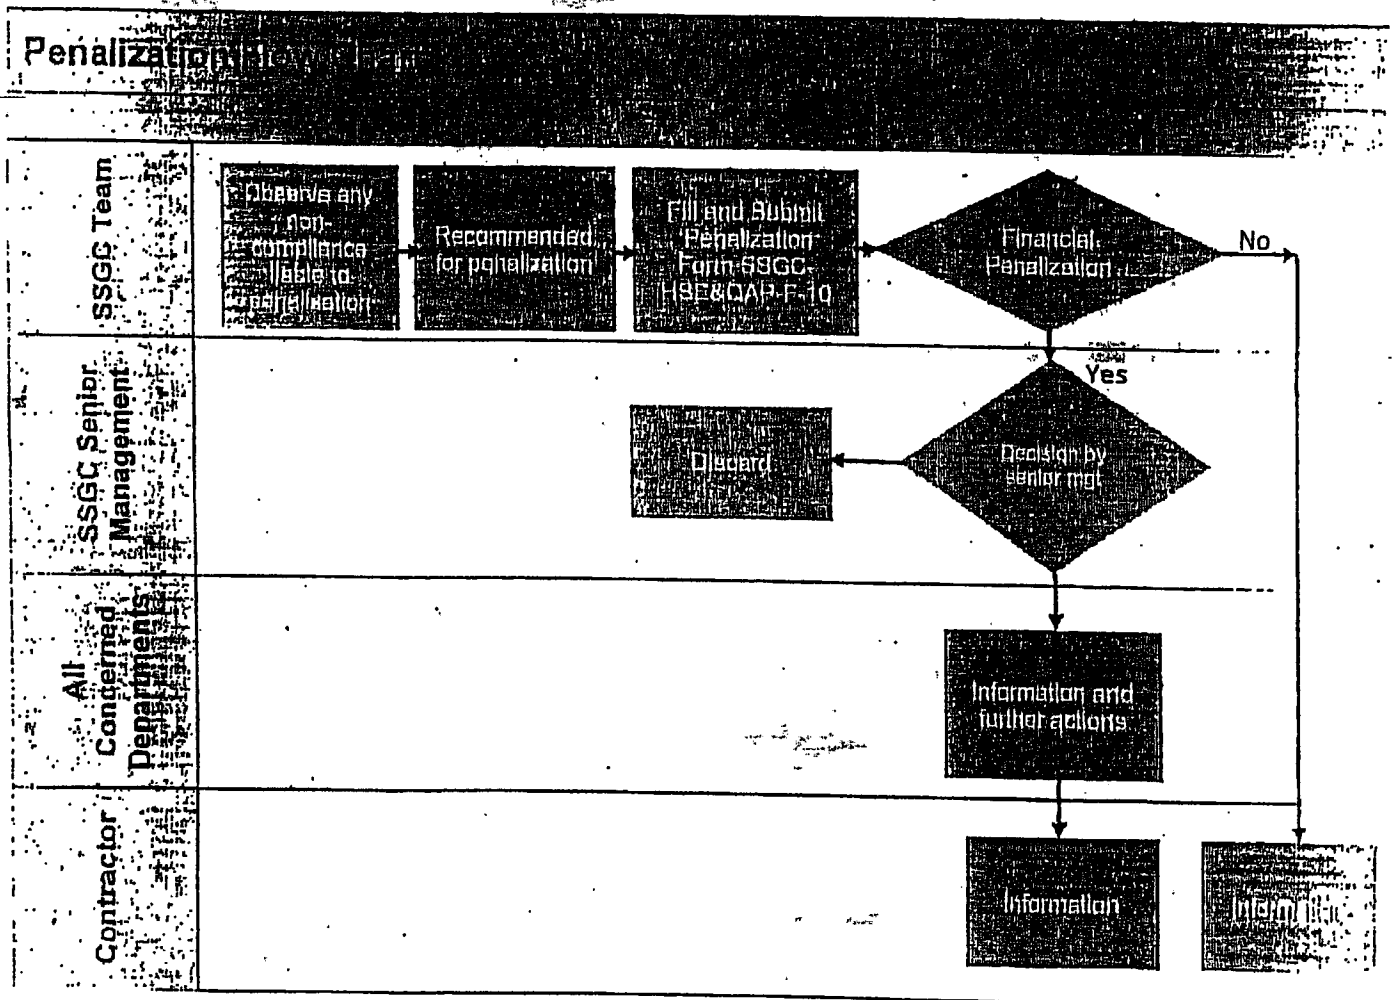 Penalization Flow Chart
SSGC Team
Observe any
non-
compliance
liable to
penalization
Recommended
for penalization
Fill and Submit
Penalization
Form-SSGC-
HSE&QAP-F-10
Financial
Penalization
No
SSGC Senior
Management
Yes
Discard
Decision by
senior mgt
All
Concerned
Departments
Information and
further actions
Contractor
Information